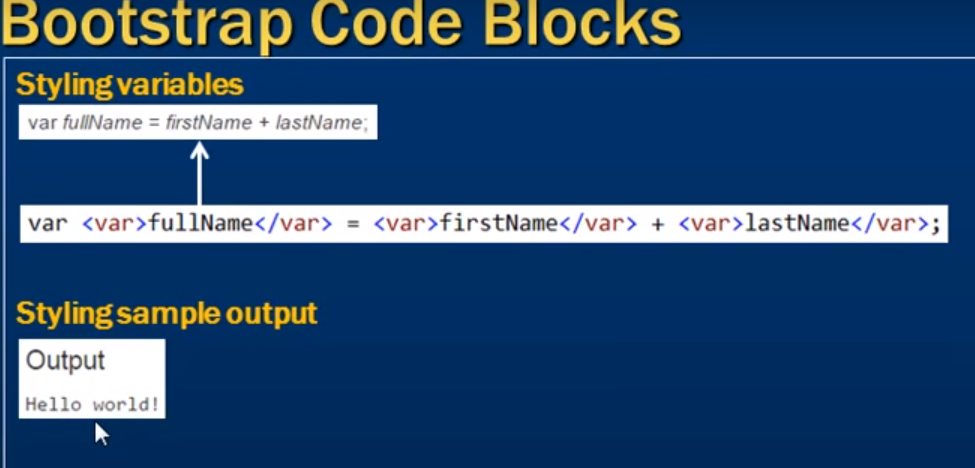 Bootstrap Code Blocks
Styling variables
var fullName = firstName + lastName;
var <var>fullName</var> = <var>firstName</var> + <var>lastName</var>;
Styling sample output
Output
Hello world!